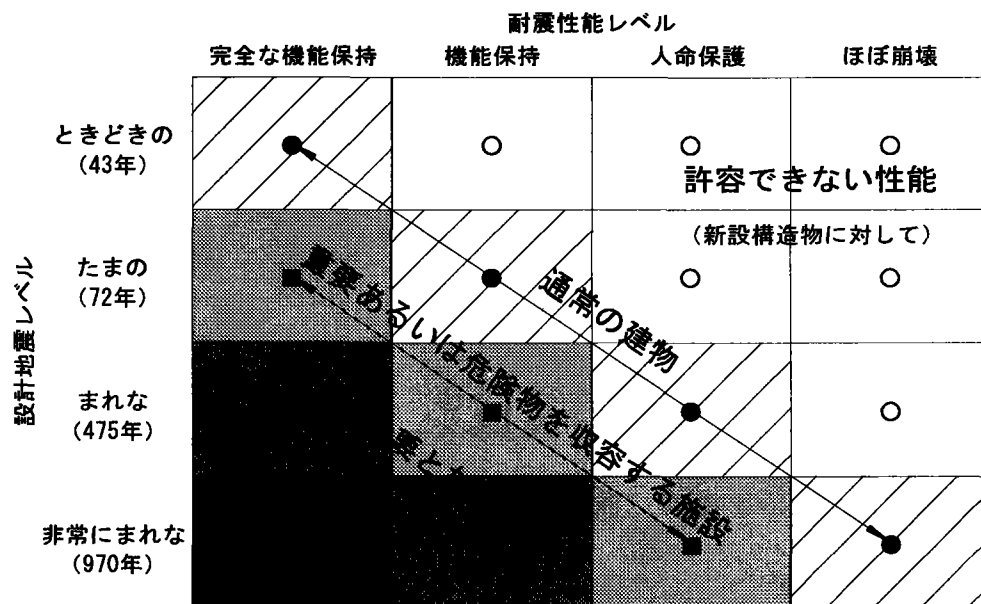 耐震性能レベル
完全な機能保持
機能保持
人命保護
ほぼ崩壊
設計地震レベル
ときどきの
(43年)
許容できない性能
(新設構造物に対して)
たまの
(72年)
重要あるいは危険物を収容する施設
通常の建物
まれな
(475年)
非常にまれな
(970年)